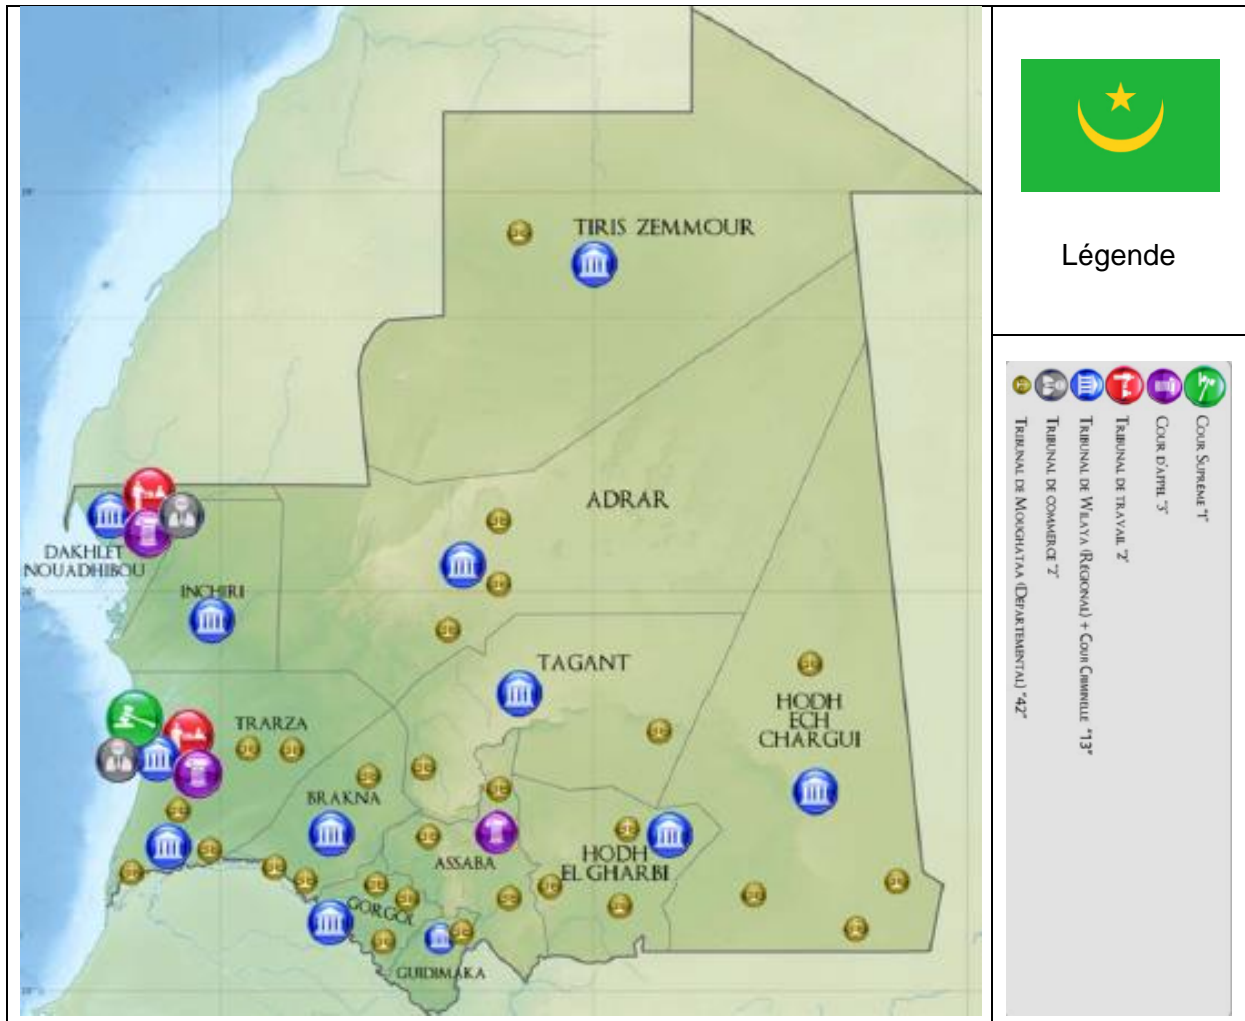 TIRIS ZEMMOUR
ADRAR
DAKHLET
NOUADHIBOU
INCHIRI
TAGANT
TRARZA
HODH
ECH
CHARGUI
BRAKNA
ASSABA
HODH
EL GHARBI
GORGOL
GUIDIMAKA
Légende
COUR SUPRÊME "1"
COUR D'APPEL "3"
TRIBUNAL DE TRAVAIL "2"
TRIBUNAL DE WILAYA (RÉGIONAL) + COUR CRIMINELLE "13"
TRIBUNAL DE COMMERCE "2"
TRIBUNAL DE MOUGHATAA (DÉPARTEMENTAL) "42"